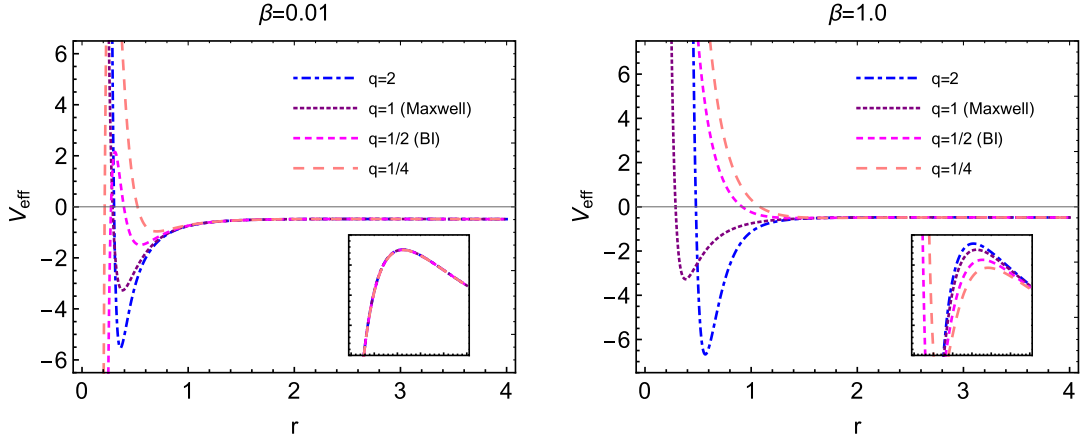 β=0.01
6
4
2
0
−2
−4
−6
V_eff
q=2
q=1 (Maxwell)
q=1/2 (BI)
q=1/4
0
1
2
3
4
r
β=1.0
6
4
2
0
−2
−4
−6
V_eff
q=2
q=1 (Maxwell)
q=1/2 (BI)
q=1/4
0
1
2
3
4
r